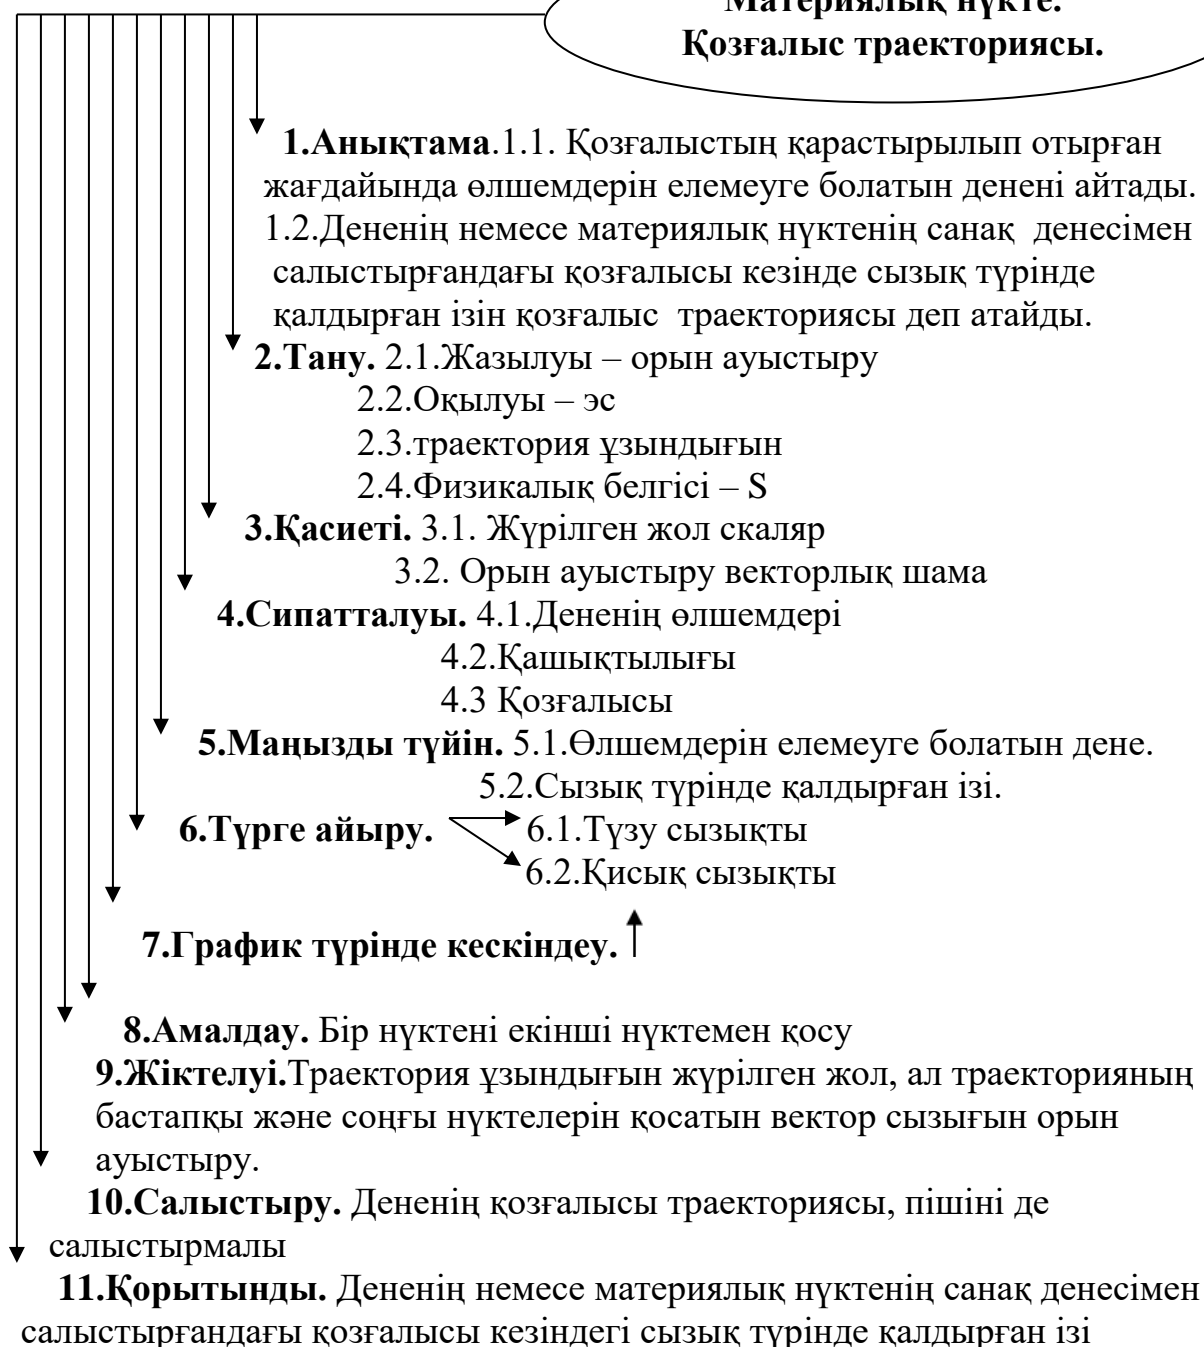 Материялық нүкте.
Қозғалыс траекториясы.
1.Анықтама.1.1. Қозғалыстың қарастырылып отырған
жағдайында өлшемдерін елемеуге болатын денені айтады.
1.2.Дененің немесе материялық нүктенің санақ денесімен
салыстырғандағы қозғалысы кезінде сызық түрінде
қалдырған ізін қозғалыс траекториясы деп атайды.
2.Тану. 2.1.Жазылуы – орын ауыстыру
2.2.Оқылуы – эс
2.3.траектория ұзындығын
2.4.Физикалық белгісі – S
3.Қасиеті. 3.1. Жүрілген жол скаляр
3.2. Орын ауыстыру векторлық шама
4.Сипатталуы. 4.1.Дененің өлшемдері
4.2.Қашықтылығы
4.3 Қозғалысы
5.Маңызды түйін. 5.1.Өлшемдерін елемеуге болатын дене.
5.2.Сызық түрінде қалдырған ізі.
6.Түрге айыру. 6.1.Түзу сызықты
6.2.Қисық сызықты
7.График түрінде кескіндеу.
8.Амалдау. Бір нүктені екінші нүктемен қосу
9.Жіктелуі.Траектория ұзындығын жүрілген жол, ал траекторияның
бастапқы және соңғы нүктелерін қосатын вектор сызығын орын
ауыстыру.
10.Салыстыру. Дененің қозғалысы траекториясы, пішіні де
салыстырмалы
11.Қорытынды. Дененің немесе материялық нүктенің санақ денесімен
салыстырғандағы қозғалысы кезіндегі сызық түрінде қалдырған ізі